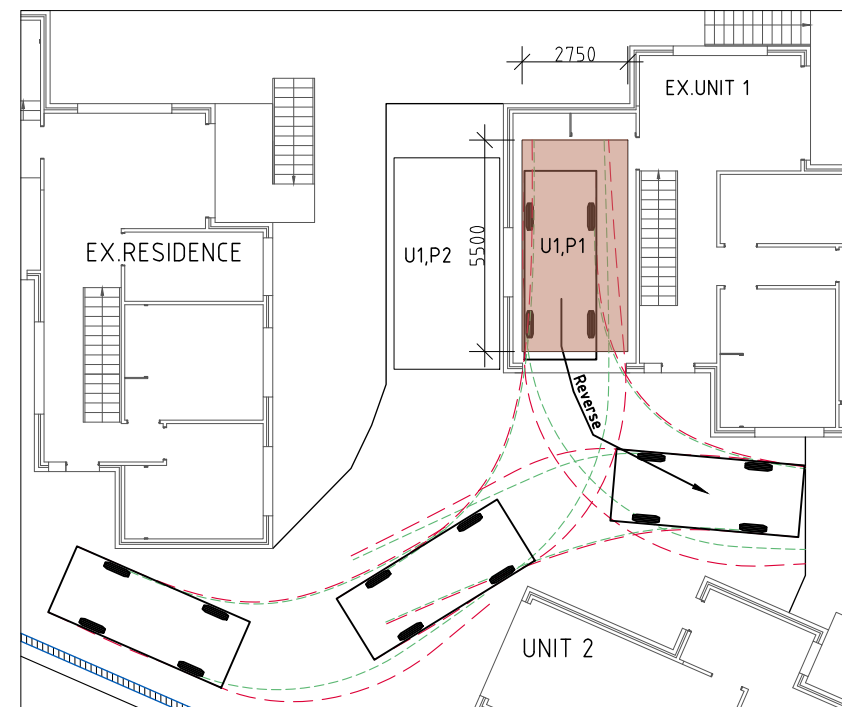 2750
EX.UNIT 1
EX.RESIDENCE
U1,P2
5500
U1,P1
Reverse
UNIT 2